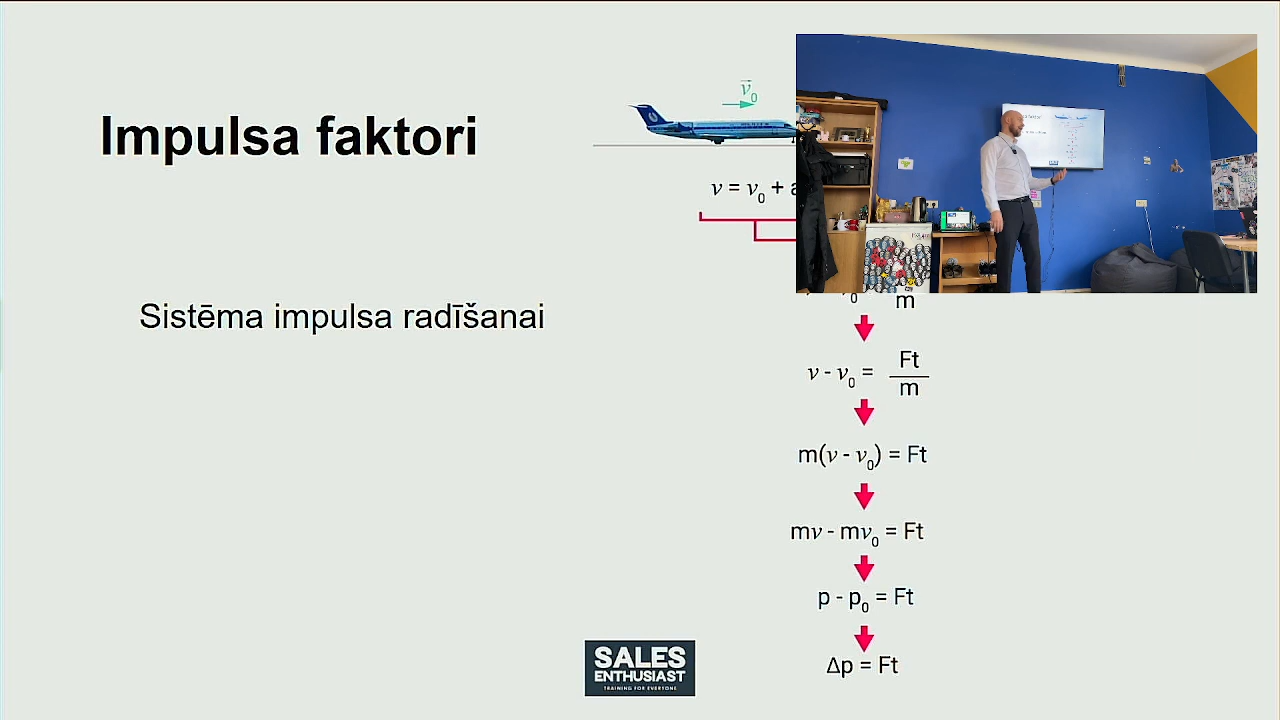 Impulsa faktori
v⃗₀
v = v₀ +
Sistēma impulsa radīšanai
m
v - v₀ = Ft
m
m(v - v₀) = Ft
mv - mv₀ = Ft
p - p₀ = Ft
Δp = Ft
SALES
ENTHUSIAST
TRAINING FOR EVERYONE